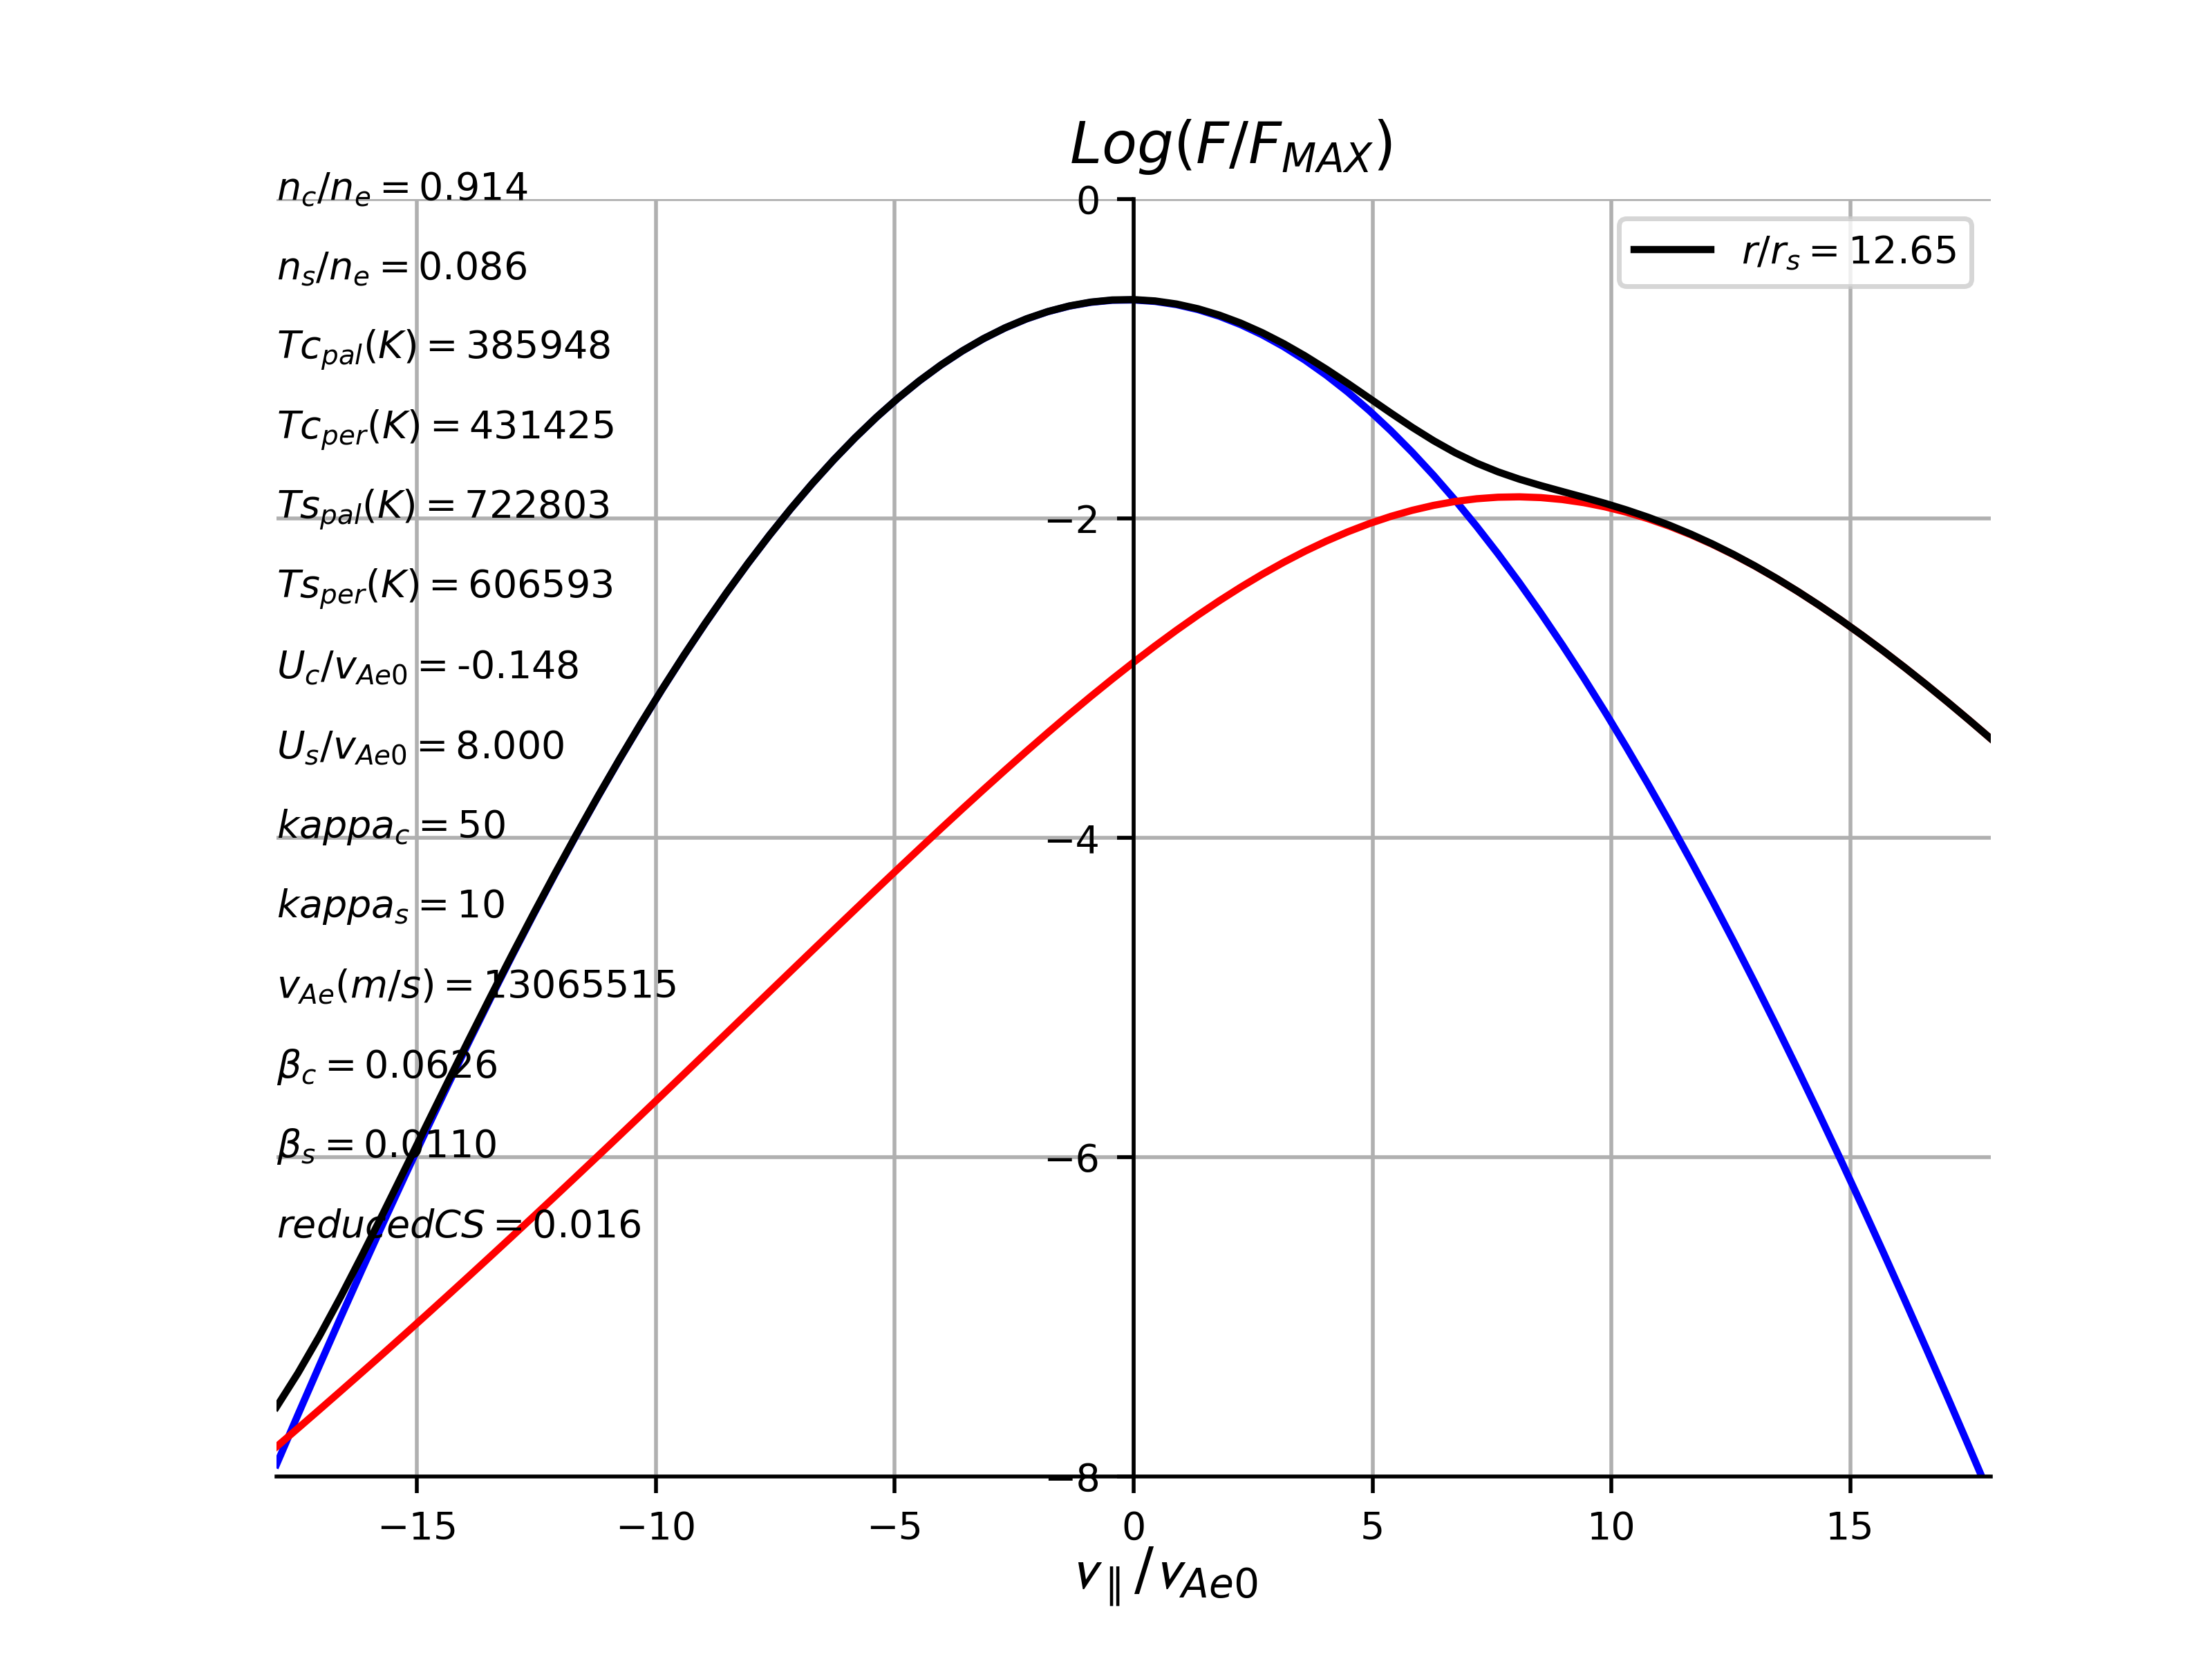 Log(F/F_MAX)
n_c/n_e = 0.914
n_s/n_e = 0.086
Tc_pal(K) = 385948
Tc_per(K) = 431425
Ts_pal(K) = 722803
Ts_per(K) = 606593
U_c/v_Ae0 = -0.148
U_s/v_Ae0 = 8.000
kappa_c = 50
kappa_s = 10
v_Ae(m/s) = 13065515
β_c = 0.0626
β_s = 0.0110
reducedCS = 0.016
r/r_s = 12.65
0
−2
−4
−6
−8
−15 −10 −5 0 5 10 15
v_∥/v_Ae0